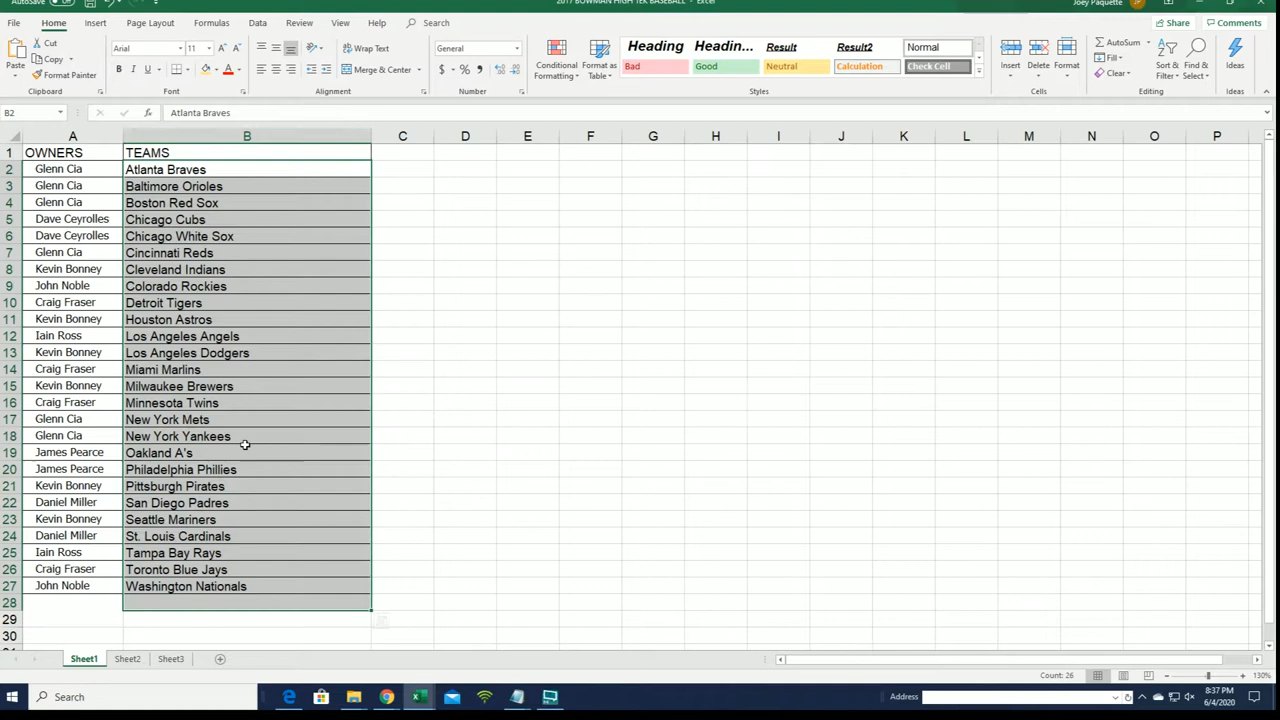 AutoSave Off
2017 BOWMAN HIGH TEK BASEBALL - Excel
Joey Paquette JP
File Home Insert Page Layout Formulas Data Review View Help Search
Share Comments
Cut
Copy
Format Painter
Paste
Clipboard
Arial 11
B I U
Font
Wrap Text
Merge & Center
Alignment
General
$ % ,
Number
Conditional Formatting
Format as Table
Heading Headin... Result Result2 Normal
Bad Good Neutral Calculation Check Cell
Styles
Insert Delete Format
Cells
AutoSum
Fill
Clear
Sort & Filter
Find & Select
Editing
Ideas
Ideas
B2 fx Atlanta Braves
A B C D E F G H I J K L M N O P
1 OWNERS TEAMS
2 Glenn Cia Atlanta Braves
3 Glenn Cia Baltimore Orioles
4 Glenn Cia Boston Red Sox
5 Dave Ceyrolles Chicago Cubs
6 Dave Ceyrolles Chicago White Sox
7 Glenn Cia Cincinnati Reds
8 Kevin Bonney Cleveland Indians
9 John Noble Colorado Rockies
10 Craig Fraser Detroit Tigers
11 Kevin Bonney Houston Astros
12 Iain Ross Los Angeles Angels
13 Kevin Bonney Los Angeles Dodgers
14 Craig Fraser Miami Marlins
15 Kevin Bonney Milwaukee Brewers
16 Craig Fraser Minnesota Twins
17 Glenn Cia New York Mets
18 Glenn Cia New York Yankees
19 James Pearce Oakland A's
20 James Pearce Philadelphia Phillies
21 Kevin Bonney Pittsburgh Pirates
22 Daniel Miller San Diego Padres
23 Kevin Bonney Seattle Mariners
24 Daniel Miller St. Louis Cardinals
25 Iain Ross Tampa Bay Rays
26 Craig Fraser Toronto Blue Jays
27 John Noble Washington Nationals
28
29
30
Sheet1 Sheet2 Sheet3
Count: 26 130%
Search
Address
8:37 PM
6/4/2020